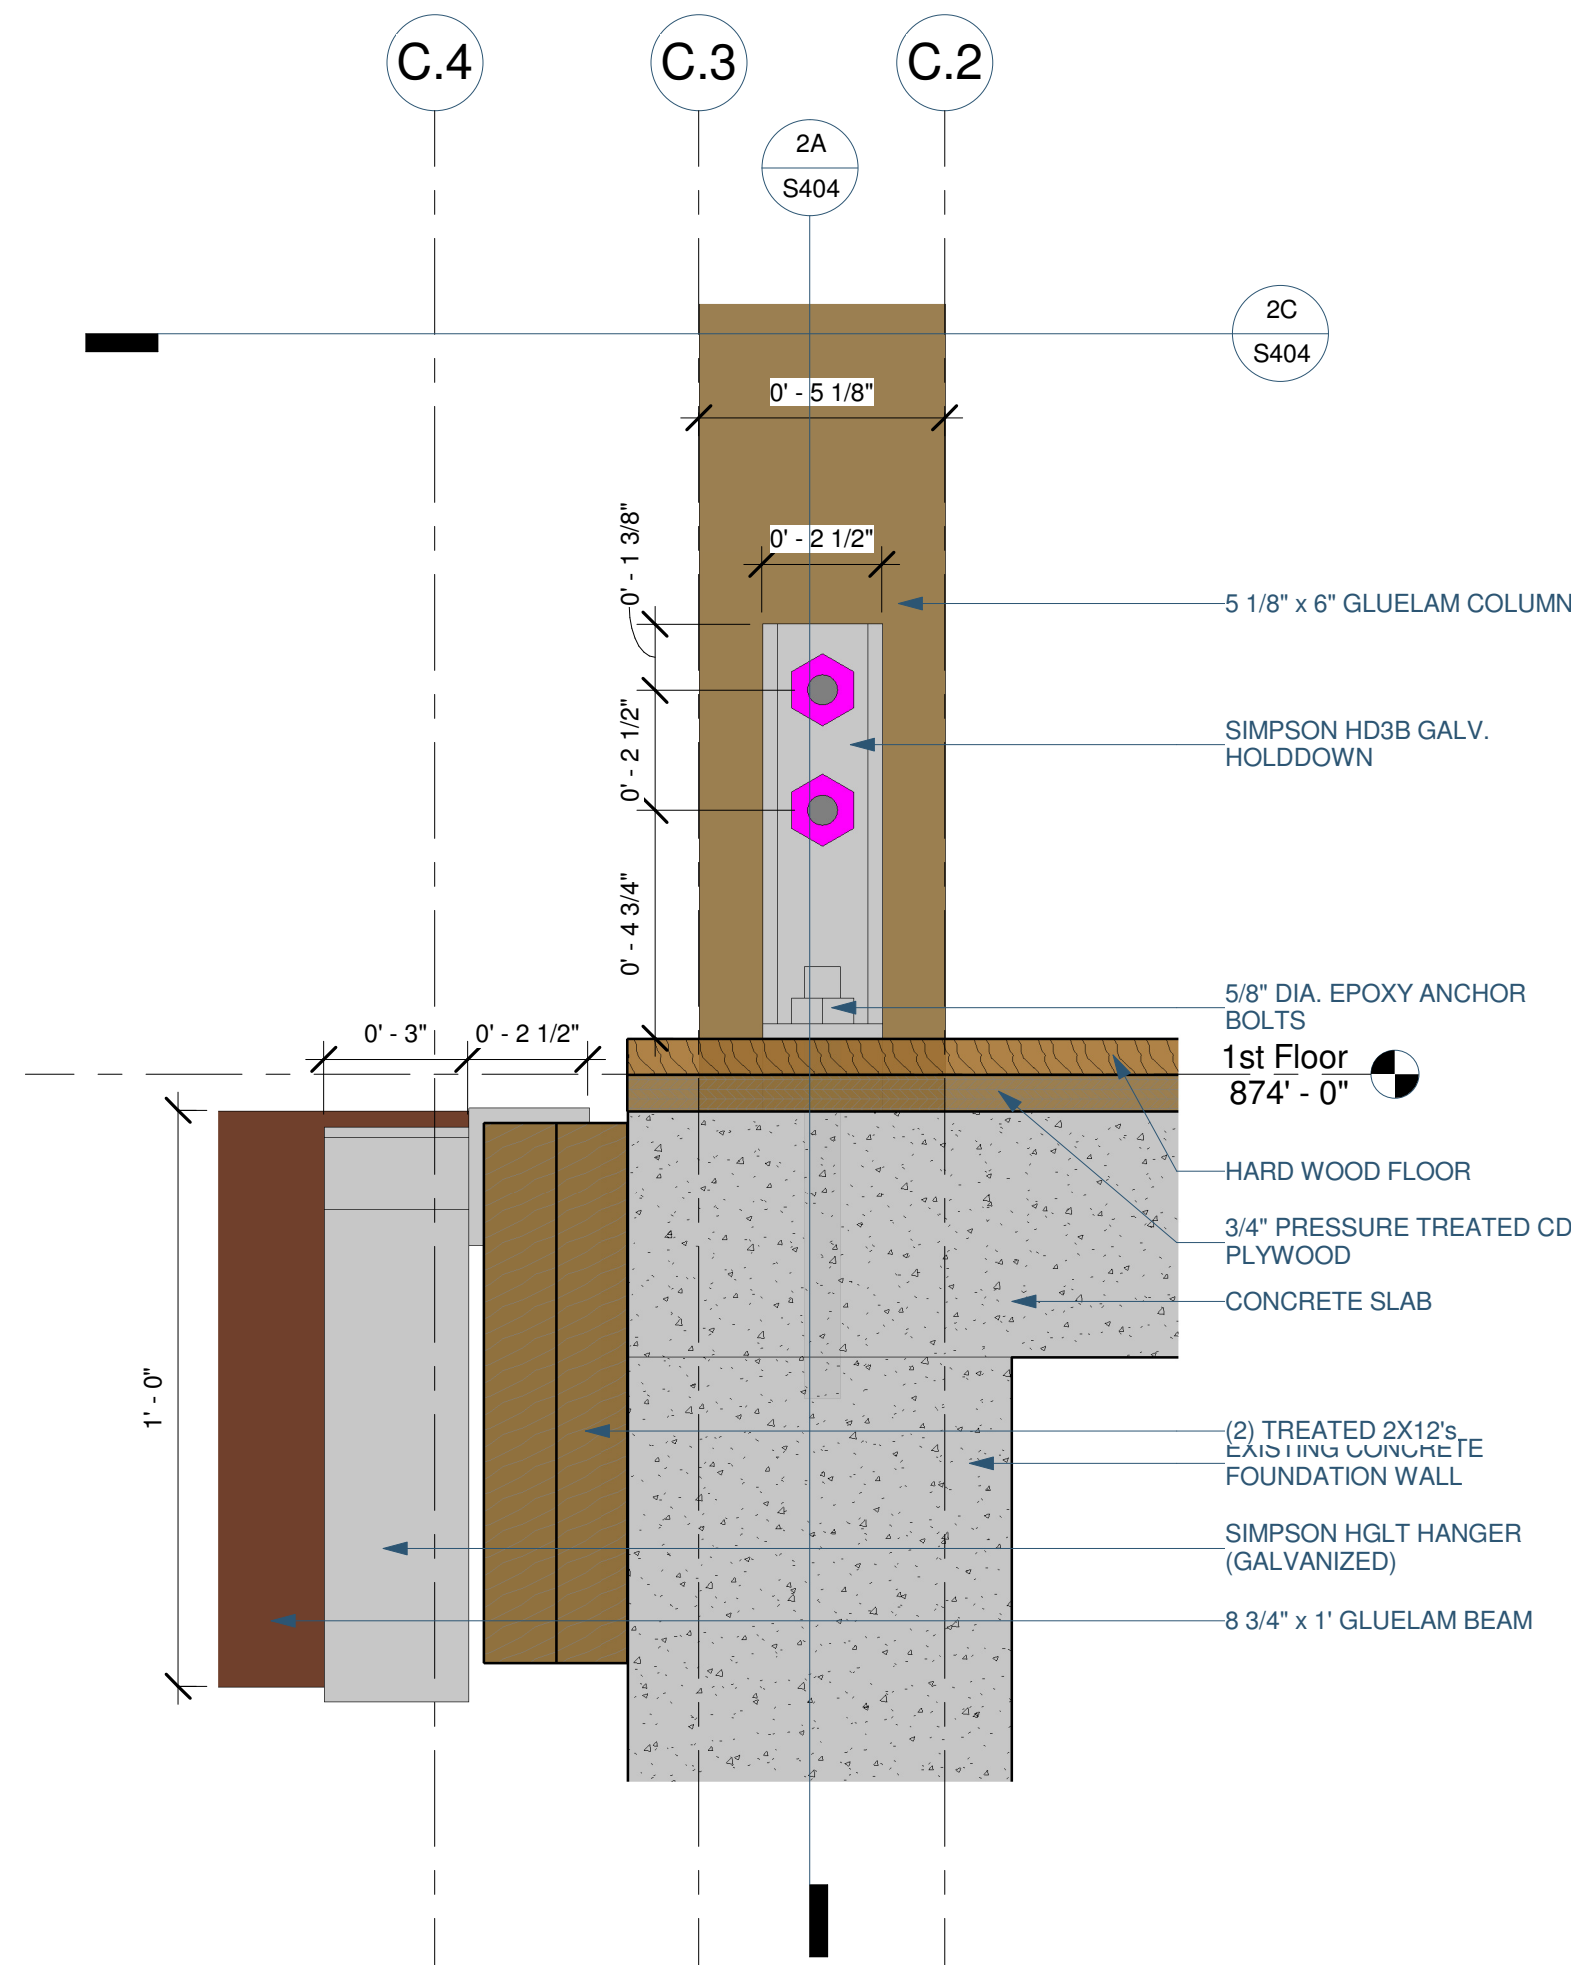 C.4
C.3
C.2
2A
S404
2C
S404
0' - 5 1/8"
0' - 1 3/8"
0' - 2 1/2"
5 1/8" x 6" GLUELAM COLUMN
0' - 2 1/2"
SIMPSON HD3B GALV.
HOLDDOWN
0' - 4 3/4"
5/8" DIA. EPOXY ANCHOR
BOLTS
0' - 3"
0' - 2 1/2"
1st Floor
874' - 0"
HARD WOOD FLOOR
3/4" PRESSURE TREATED CD
PLYWOOD
CONCRETE SLAB
1' - 0"
(2) TREATED 2X12's
EXISTING CONCRETE
FOUNDATION WALL
SIMPSON HGLT HANGER
(GALVANIZED)
8 3/4" x 1' GLUELAM BEAM